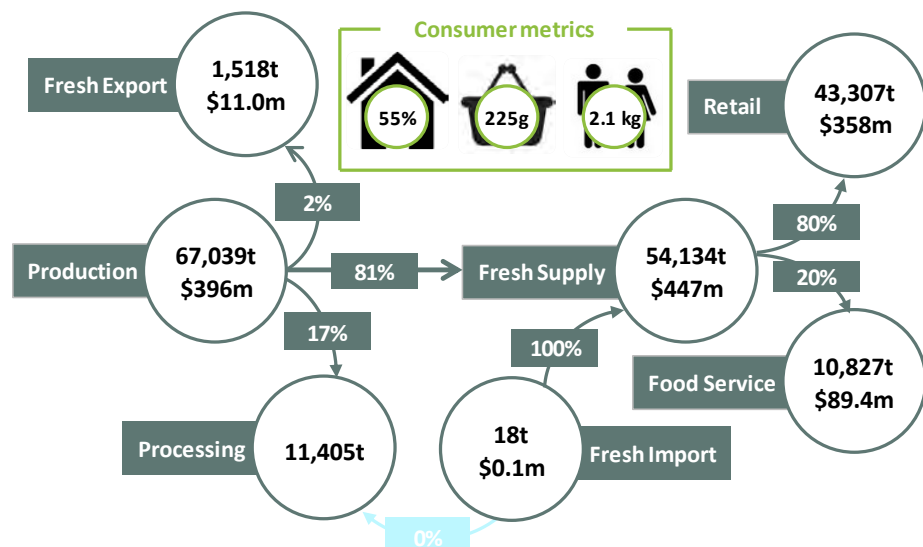 Consumer metrics
55%
225g
2.1 kg
Fresh Export
1,518t
$11.0m
Retail
43,307t
$358m
2%
80%
Production
67,039t
$396m
81%
Fresh Supply
54,134t
$447m
20%
17%
100%
Food Service
10,827t
$89.4m
Processing
11,405t
18t
$0.1m
Fresh Import
0%